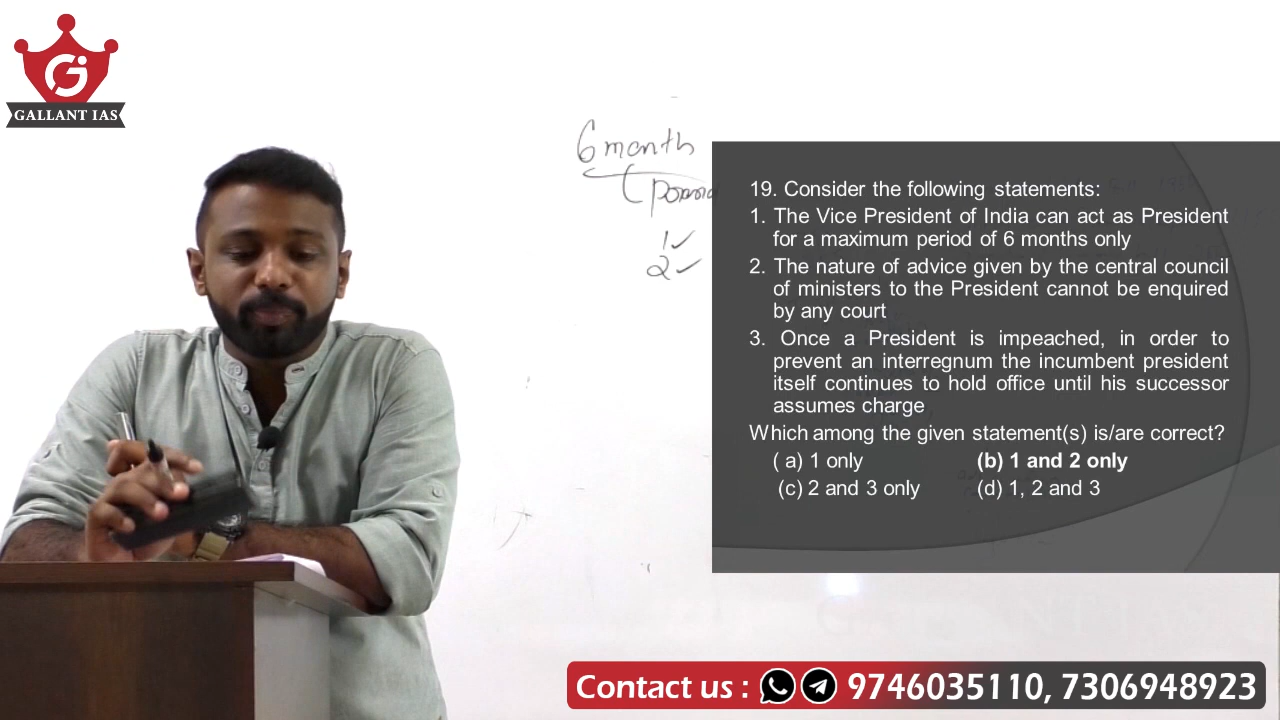 GALLANT IAS
6 month
1 ✓
2 ✓
19. Consider the following statements:
1. The Vice President of India can act as President
for a maximum period of 6 months only
2. The nature of advice given by the central council
of ministers to the President cannot be enquired
by any court
3. Once a President is impeached, in order to
prevent an interregnum the incumbent president
itself continues to hold office until his successor
assumes charge
Which among the given statement(s) is/are correct?
( a) 1 only (b) 1 and 2 only
(c) 2 and 3 only (d) 1, 2 and 3
Contact us : 9746035110, 7306948923